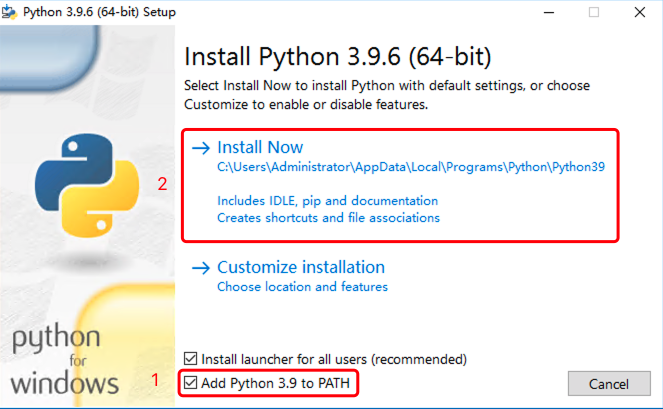 Python 3.9.6 (64-bit) Setup
Install Python 3.9.6 (64-bit)
Select Install Now to install Python with default settings, or choose
Customize to enable or disable features.
Install Now
C:\Users\Administrator\AppData\Local\Programs\Python\Python39
2
Includes IDLE, pip and documentation
Creates shortcuts and file associations
Customize installation
Choose location and features
python
for
windows
Install launcher for all users (recommended)
1
Add Python 3.9 to PATH
Cancel